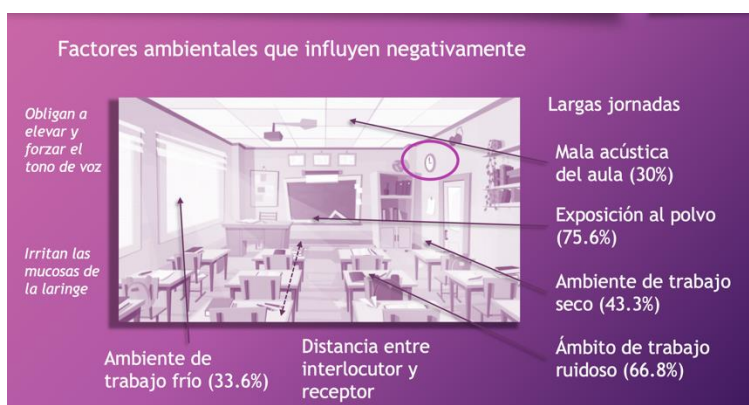 Factores ambientales que influyen negativamente
Obligan a
elevar y
forzar el
tono de voz
Irritan las
mucosas de
la laringe
Largas jornadas
Mala acústica
del aula (30%)
Exposición al polvo
(75.6%)
Ambiente de trabajo
seco (43.3%)
Ámbito de trabajo
ruidoso (66.8%)
Ambiente de
trabajo frío (33.6%)
Distancia entre
interlocutor y
receptor